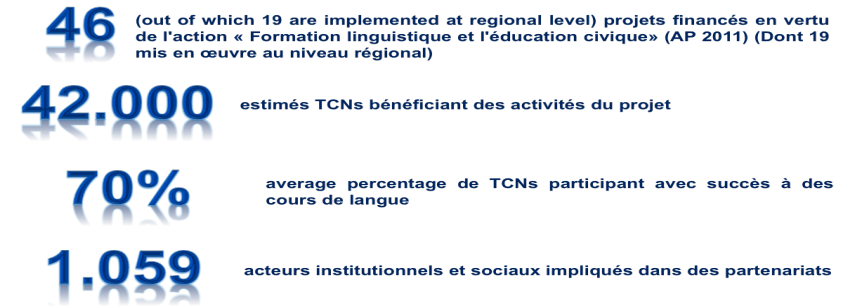 46 (out of which 19 are implemented at regional level) projets financés en vertu
de l'action « Formation linguistique et l'éducation civique» (AP 2011) (Dont 19
mis en œuvre au niveau régional)
42.000 estimés TCNs bénéficiant des activités du projet
70% average percentage de TCNs participant avec succès à des
cours de langue
1.059 acteurs institutionnels et sociaux impliqués dans des partenariats